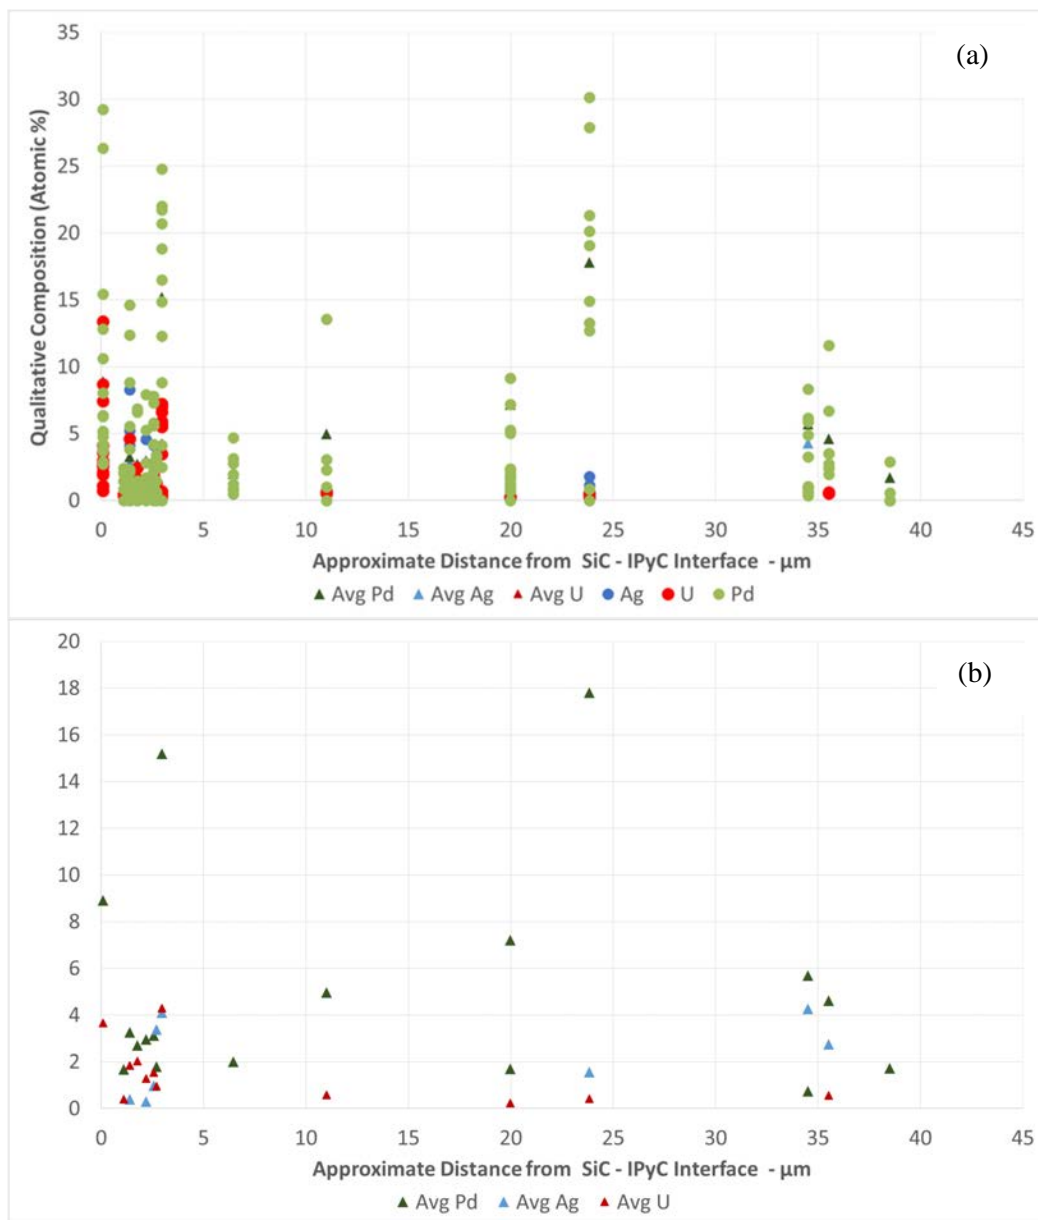 35
(a)
30
25
20
15
10
5
0
Qualitative Composition (Atomic %)
0 5 10 15 20 25 30 35 40 45
Approximate Distance from SiC - IPyC Interface - µm
Avg Pd Avg Ag Avg U Ag U Pd
20
(b)
18
16
14
12
10
8
6
4
2
0
0 5 10 15 20 25 30 35 40 45
Approximate Distance from SiC - IPyC Interface - µm
Avg Pd Avg Ag Avg U